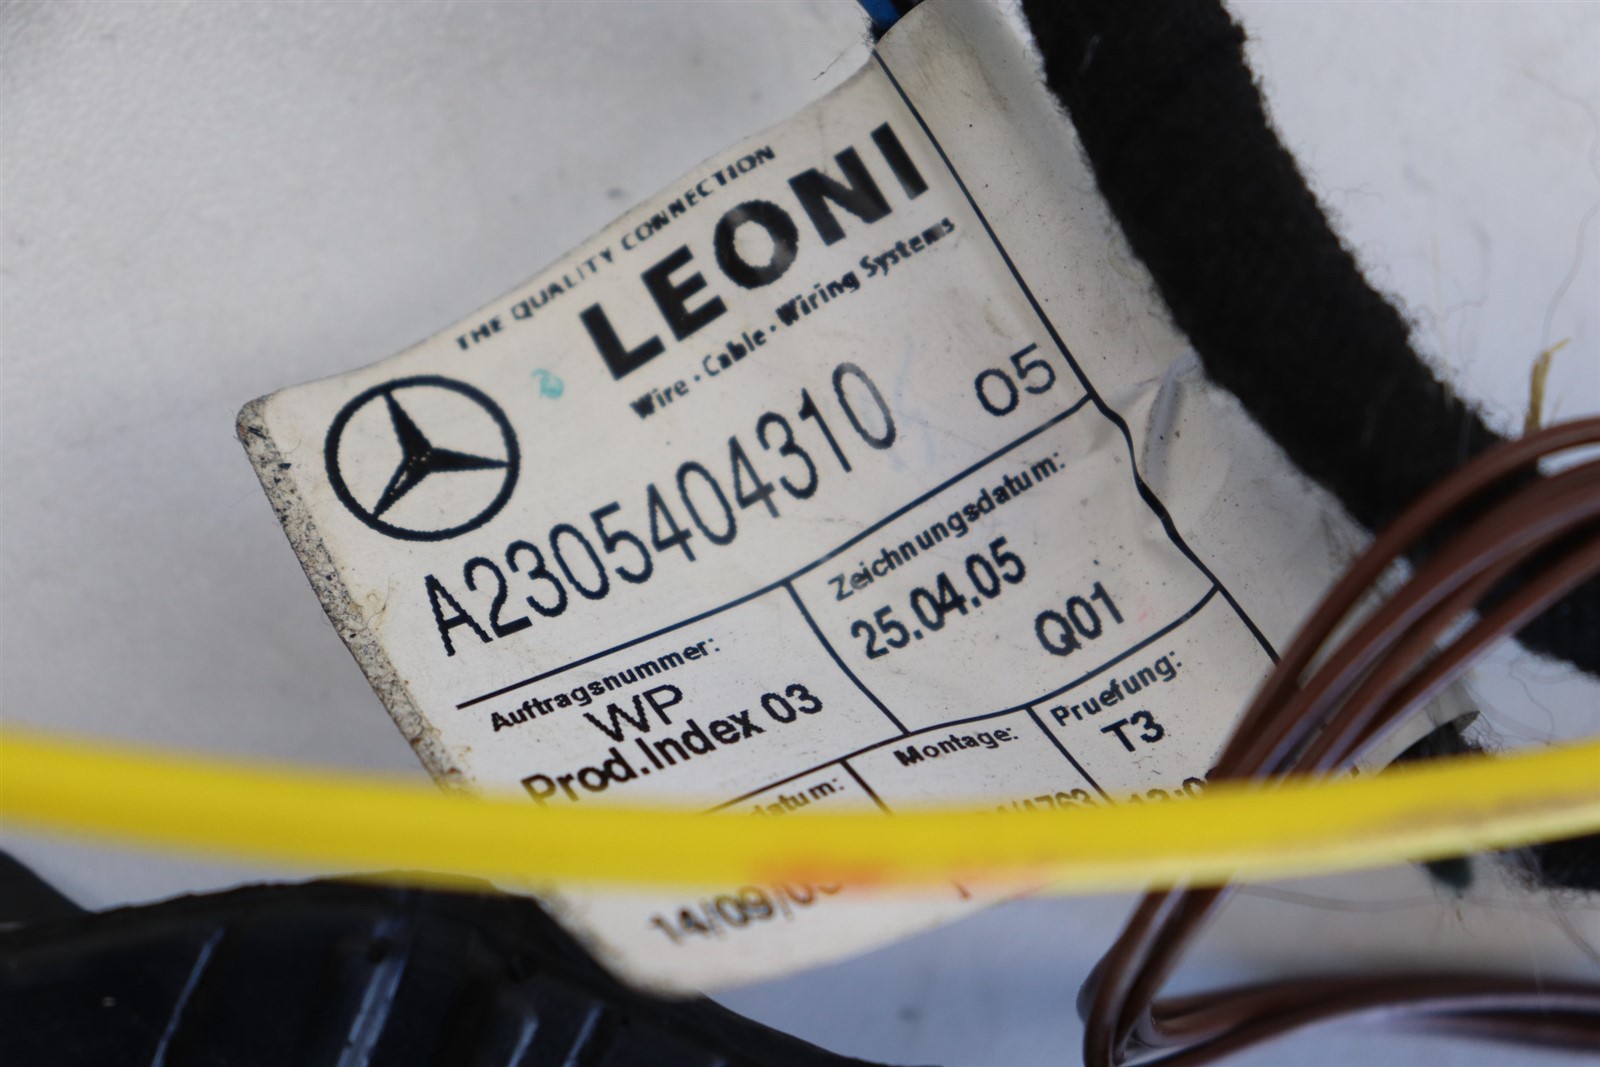 THE QUALITY CONNECTION
LEONI
Wire · Cable · Wiring Systems
A2305404310 05
Zeichnungsdatum:
25.04.05
Q01
Auftragsnummer:
WP
Prod.Index 03
Montage:
Pruefung:
T3